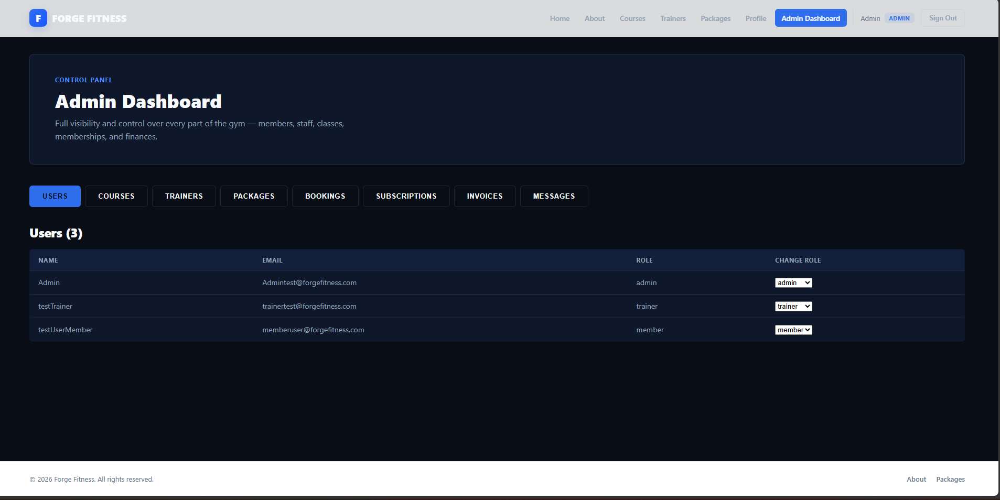 F FORGE FITNESS Home About Courses Trainers Packages Profile Admin Dashboard Admin ADMIN Sign Out
CONTROL PANEL
Admin Dashboard
Full visibility and control over every part of the gym — members, staff, classes,
memberships, and finances.
USERS COURSES TRAINERS PACKAGES BOOKINGS SUBSCRIPTIONS INVOICES MESSAGES
Users (3)
NAME EMAIL ROLE CHANGE ROLE
Admin Admintest@forgefitness.com admin admin
testTrainer trainertest@forgefitness.com trainer trainer
testUserMember memberuser@forgefitness.com member member
© 2026 Forge Fitness. All rights reserved. About Packages